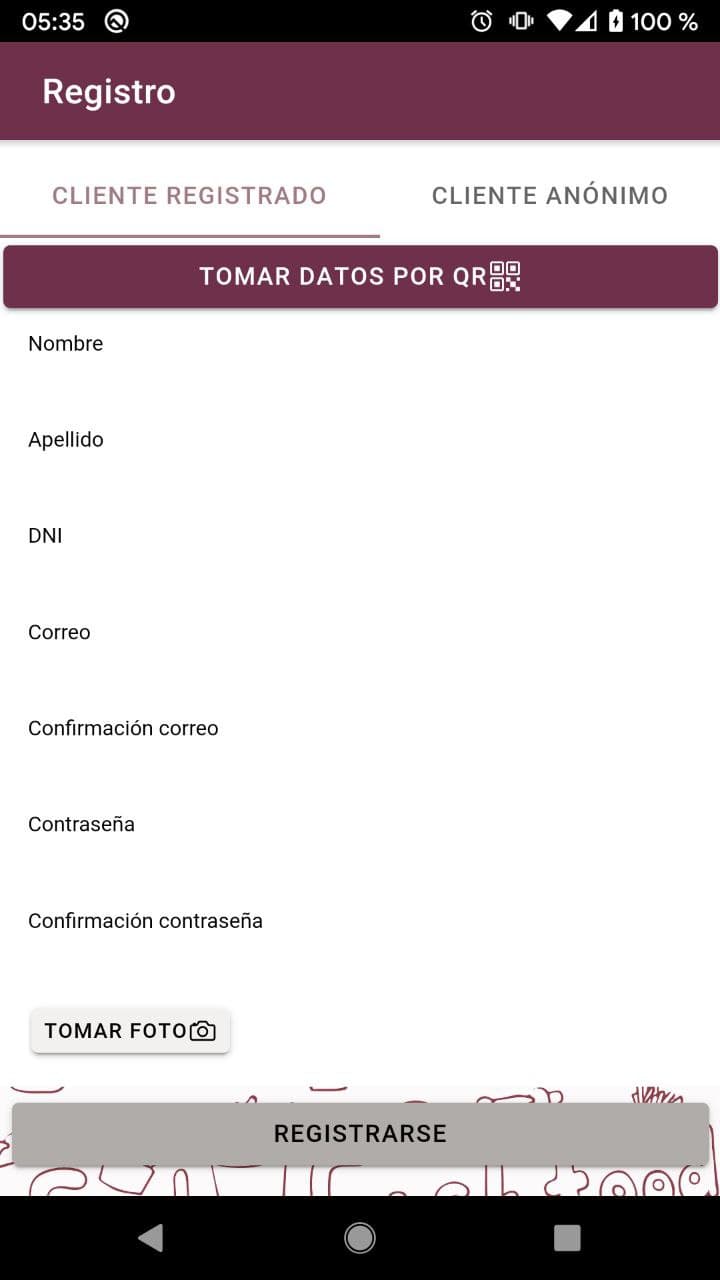 05:35 100 %
Registro
CLIENTE REGISTRADO CLIENTE ANÓNIMO
TOMAR DATOS POR QR
Nombre
Apellido
DNI
Correo
Confirmación correo
Contraseña
Confirmación contraseña
TOMAR FOTO
REGISTRARSE